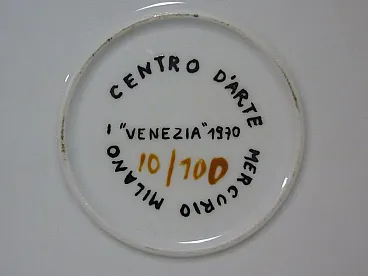 CENTRO D'ARTE MERCURIO MILANO -
"VENEZIA" 1970
10/100